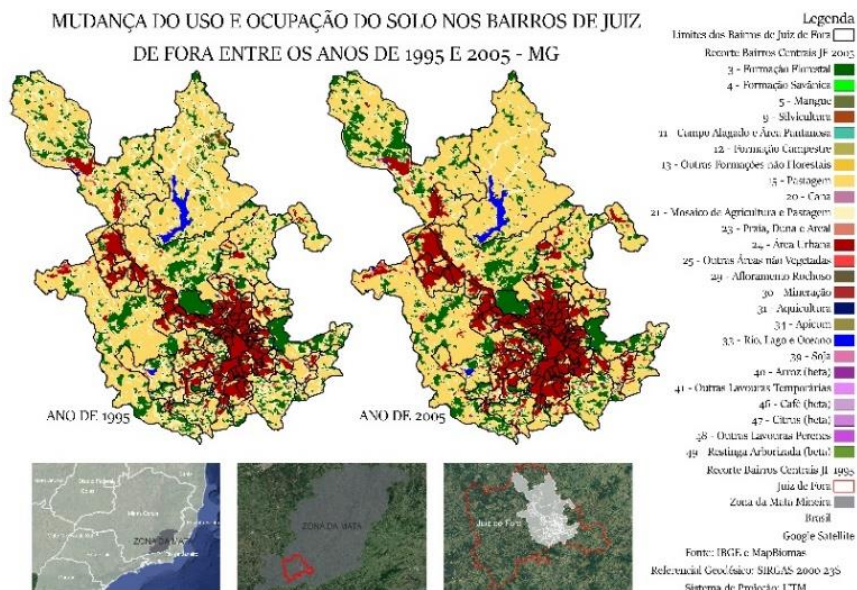 MUDANÇA DO USO E OCUPAÇÃO DO SOLO NOS BAIRROS DE JUIZ
DE FORA ENTRE OS ANOS DE 1995 E 2005 - MG
ANO DE 1995
ANO DE 2005
Legenda
Limites dos Bairros de Juiz de Fora
Recorte Bairros Centrais JF 2005
3 - Formação Florestal
4 - Formação Savânica
5 - Mangue
9 - Silvicultura
11 - Campo Alagado e Área Pantanosa
12 - Formação Campestre
13 - Outras Formações não Florestais
15 - Pastagem
20 - Cana
21 - Mosaico de Agricultura e Pastagem
23 - Praia, Duna e Areal
24 - Área Urbana
25 - Outras Áreas não Vegetadas
29 - Afloramento Rochoso
30 - Mineração
31 - Aquicultura
34 - Apicum
33 - Rio, Lago e Oceano
39 - Soja
40 - Arroz (beta)
41 - Outras Lavouras Temporárias
46 - Café (beta)
47 - Citrus (beta)
48 - Outras Lavouras Perenes
49 - Restinga Arborizada (beta)
Recorte Bairros Centrais JF 1995
Juiz de Fora
Zona da Mata Mineira
Brasil
Google Satellite
Fonte: IBGE e MapBiomas
Referencial Geodésico: SIRGAS 2000 23S
Sistema de Projeção: UTM
ZONA DA MATA
ZONA DA MATA
Juiz de Fora